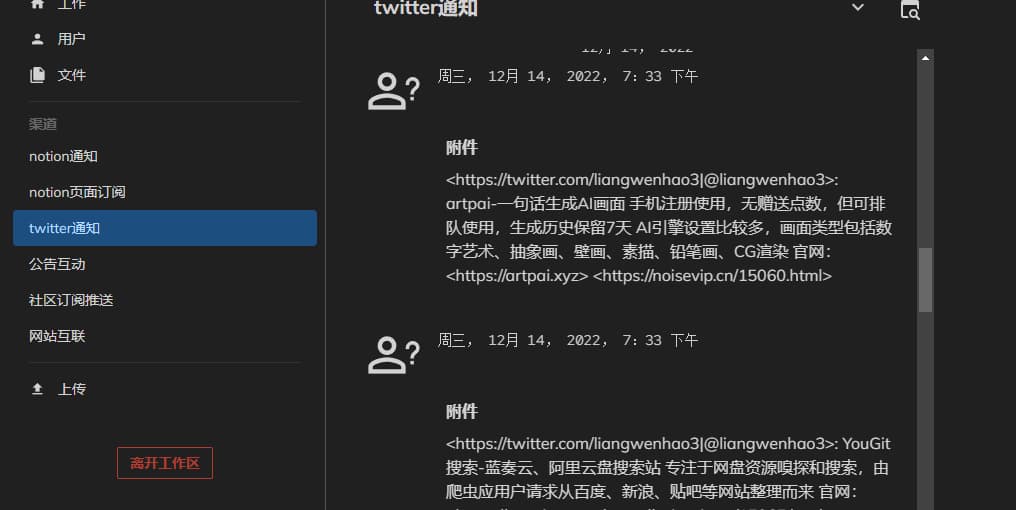 工作
用户
文件
渠道
notion通知
notion页面订阅
twitter通知
公告互动
社区订阅推送
网站互联
上传
离开工作区
twitter通知
12月 14， 2022
周三， 12月 14， 2022， 7：33 下午
附件
<https://twitter.com/liangwenhao3|@liangwenhao3>:
artpai-一句话生成AI画面 手机注册使用，无赠送点数，但可排
队使用，生成历史保留7天 AI引擎设置比较多，画面类型包括数
字艺术、抽象画、壁画、素描、铅笔画、CG渲染 官网：
<https://artpai.xyz> <https://noisevip.cn/15060.html>
周三， 12月 14， 2022， 7：33 下午
附件
<https://twitter.com/liangwenhao3|@liangwenhao3>: YouGit
搜索-蓝奏云、阿里云盘搜索站 专注于网盘资源嗅探和搜索，由
爬虫应用户请求从百度、新浪、贴吧等网站整理而来 官网：